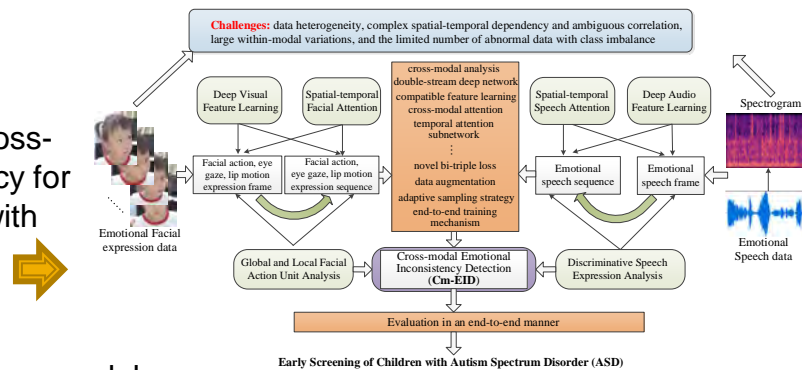 Challenges: data heterogeneity, complex spatial-temporal dependency and ambiguous correlation,
large within-modal variations, and the limited number of abnormal data with class imbalance
Deep Visual
Feature Learning
Spatial-temporal
Facial Attention
cross-modal analysis
double-stream deep network
compatible feature learning
cross-modal attention
temporal attention
subnetwork
⋮
novel bi-triple loss
data augmentation
adaptive sampling strategy
end-to-end training
mechanism
Spatial-temporal
Speech Attention
Deep Audio
Feature Learning
Spectrogram
oss-
cy for
with
Facial action, eye
gaze, lip motion
expression frame
Facial action,
eye gaze, lip motion
expression sequence
Emotional
speech sequence
Emotional
speech frame
......
Emotional Facial
expression data
Emotional
Speech data
Global and Local Facial
Action Unit Analysis
Cross-modal Emotional
Inconsistency Detection
(Cm-EID)
Discriminative Speech
Expression Analysis
Evaluation in an end-to-end manner
Early Screening of Children with Autism Spectrum Disorder (ASD)